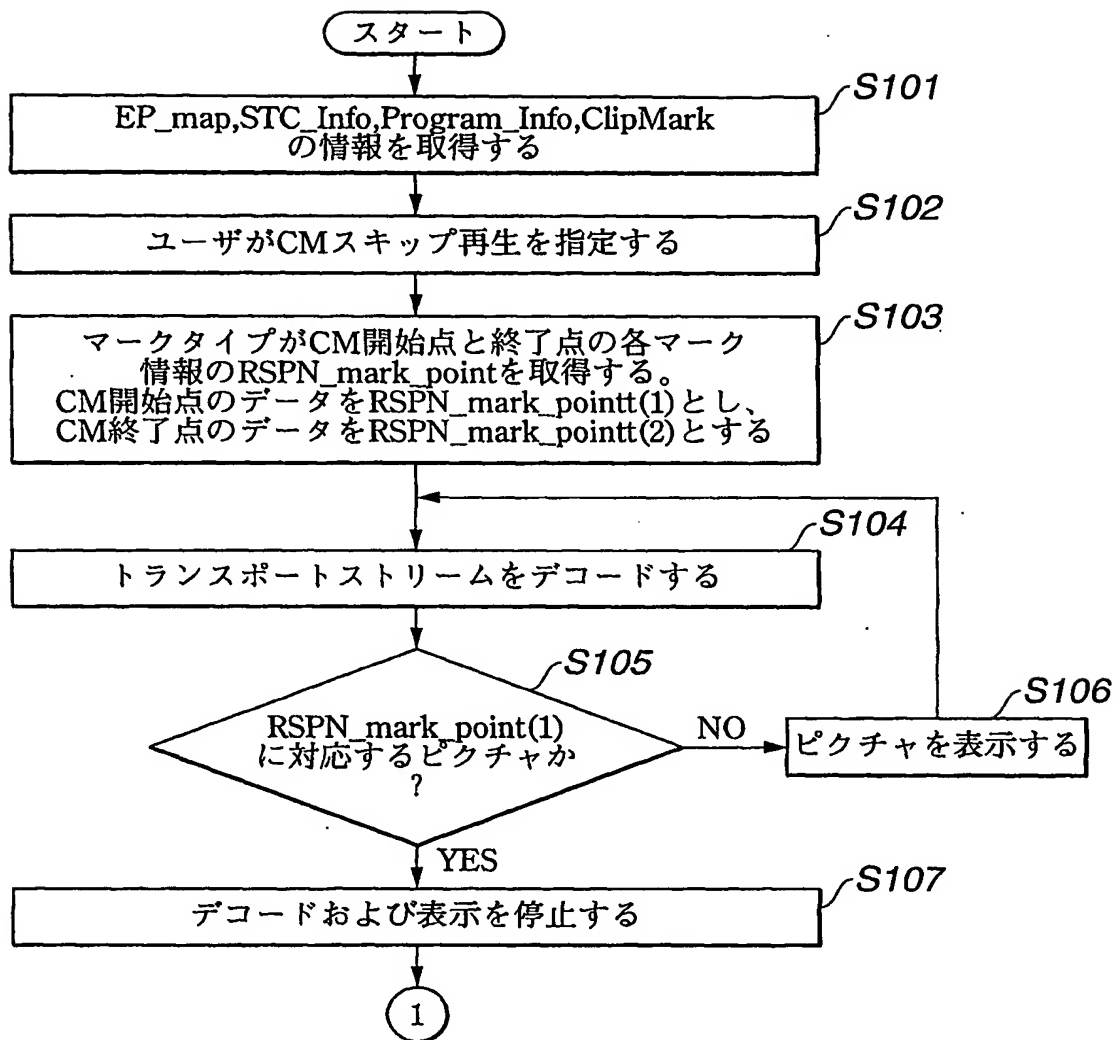 スタート
S101
EP_map,STC_Info,Program_Info,ClipMark
の情報を取得する
S102
ユーザがCMスキップ再生を指定する
S103
マークタイプがCM開始点と終了点の各マーク
情報のRSPN_mark_pointを取得する。
CM開始点のデータをRSPN_mark_pointt(1)とし、
CM終了点のデータをRSPN_mark_pointt(2)とする
S104
トランスポートストリームをデコードする
S105
RSPN_mark_point(1)
に対応するピクチャか
?
NO
S106
ピクチャを表示する
YES
S107
デコードおよび表示を停止する
1